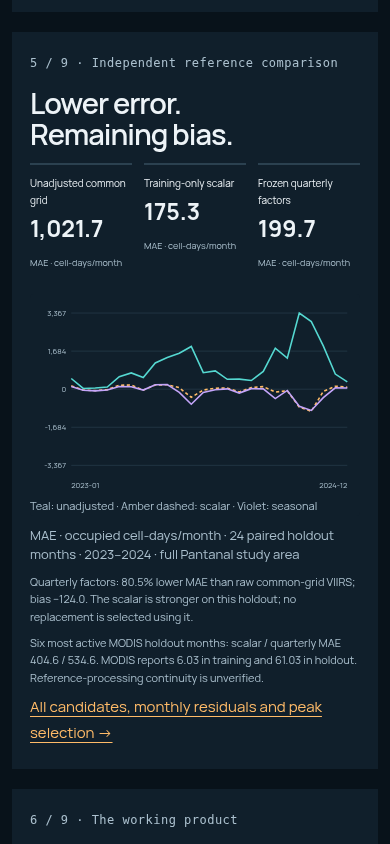 5 / 9 · Independent reference comparison
Lower error.
Remaining bias.
Unadjusted common
grid
1,021.7
MAE · cell-days/month
Training-only scalar
175.3
MAE · cell-days/month
Frozen quarterly
factors
199.7
MAE · cell-days/month
3,367
1,684
0
-1,684
-3,367
2023-01
2024-12
Teal: unadjusted · Amber dashed: scalar · Violet: seasonal
MAE · occupied cell-days/month · 24 paired holdout
months · 2023–2024 · full Pantanal study area
Quarterly factors: 80.5% lower MAE than raw common-grid VIIRS;
bias −124.0. The scalar is stronger on this holdout; no
replacement is selected using it.
Six most active MODIS holdout months: scalar / quarterly MAE
404.6 / 534.6. MODIS reports 6.03 in training and 61.03 in holdout.
Reference-processing continuity is unverified.
All candidates, monthly residuals and peak
selection →
6 / 9 · The working product